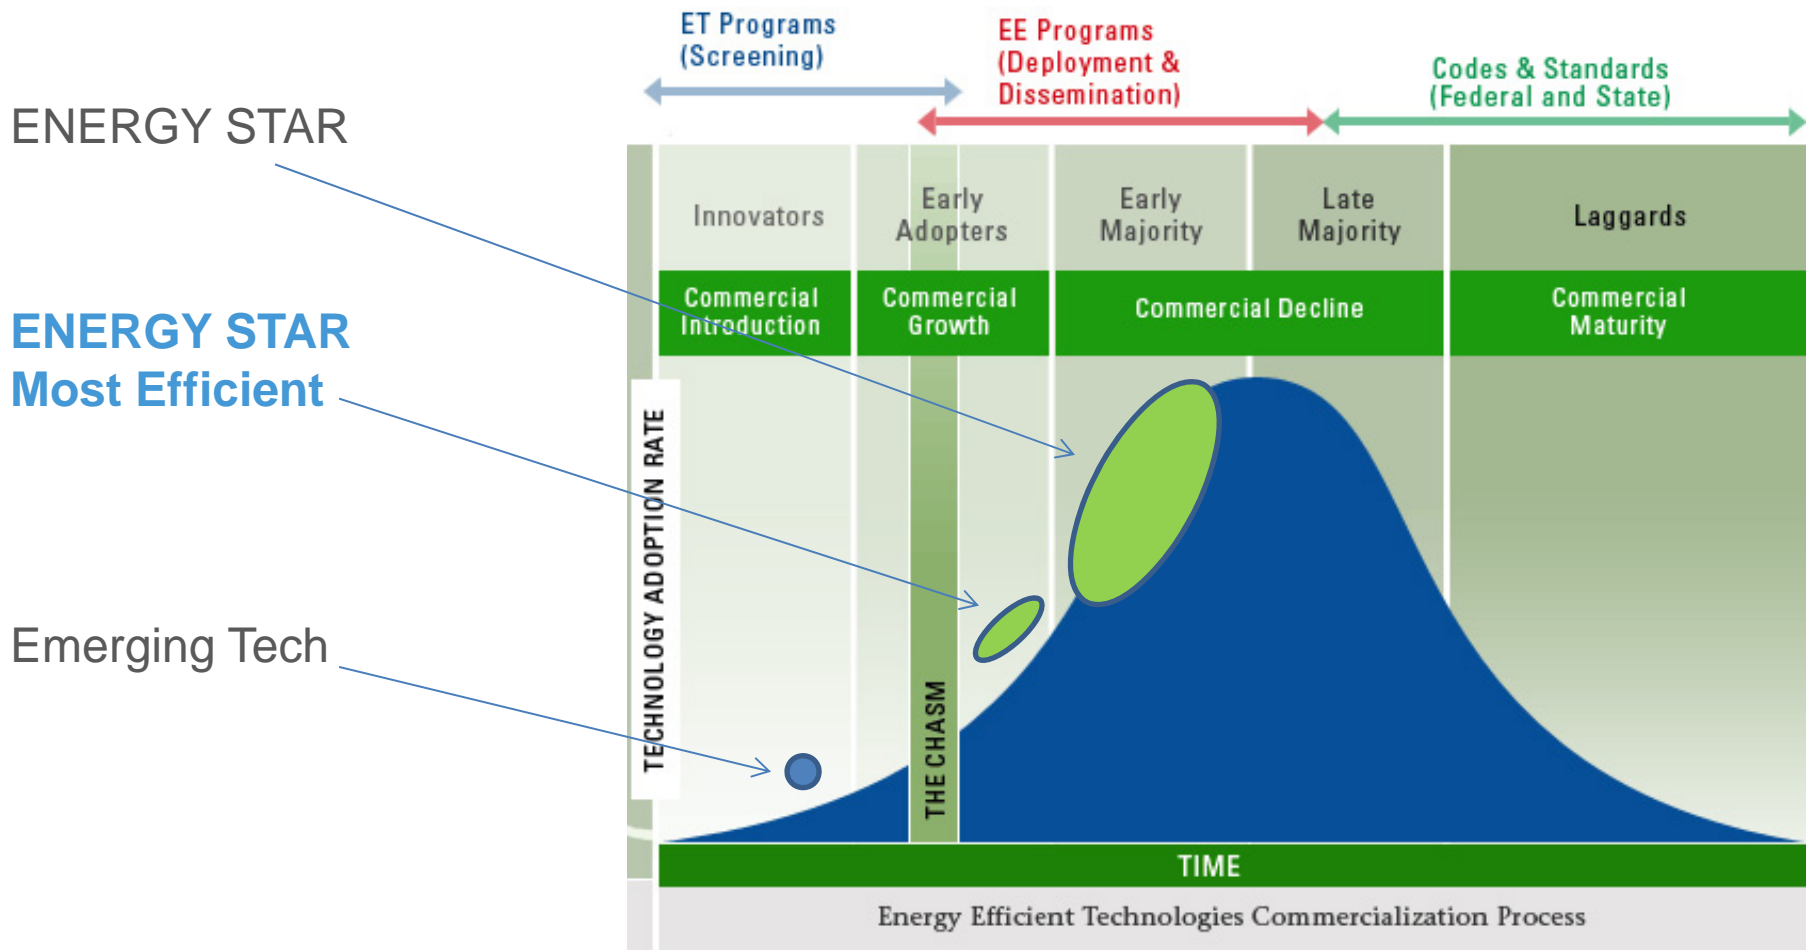 ET Programs
(Screening)
EE Programs
(Deployment &
Dissemination)
Codes & Standards
(Federal and State)
ENERGY STAR
ENERGY STAR
Most Efficient
Emerging Tech
Innovators
Early
Adopters
Early
Majority
Late
Majority
Laggards
Commercial
Introduction
Commercial
Growth
Commercial Decline
Commercial
Maturity
TECHNOLOGY ADOPTION RATE
THE CHASM
TIME
Energy Efficient Technologies Commercialization Process